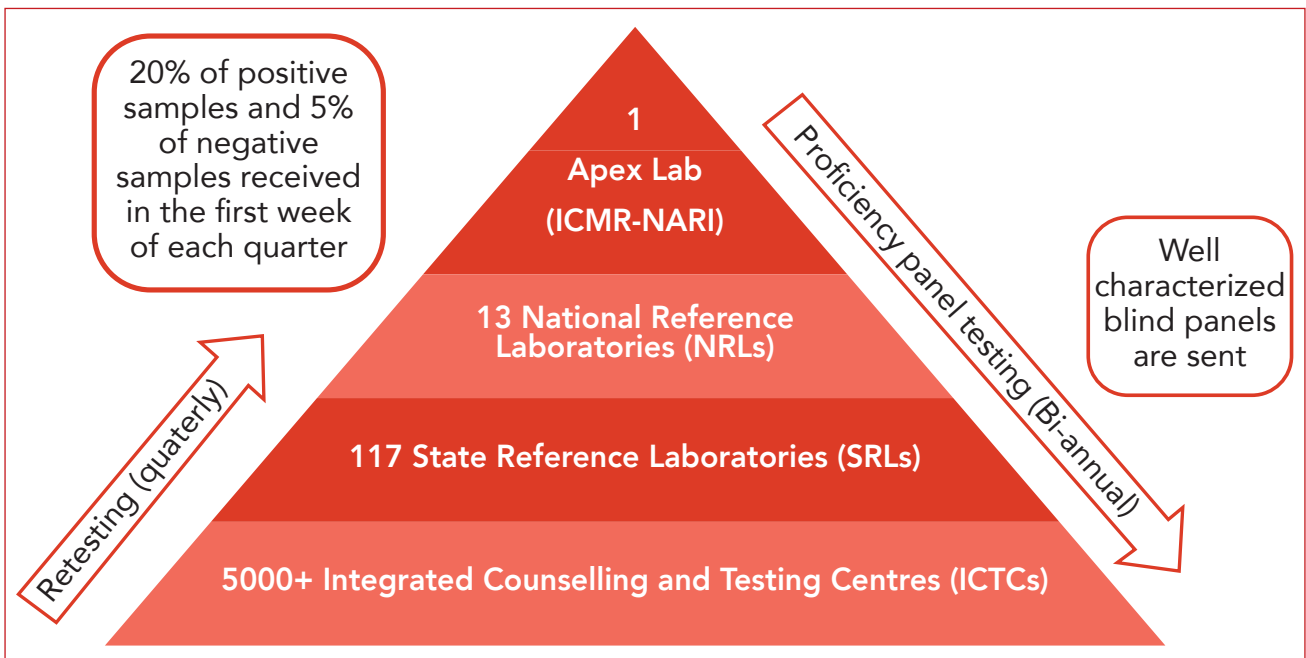 20% of positive
samples and 5%
of negative
samples received
in the first week
of each quarter
1
Apex Lab
(ICMR-NARI)
13 National Reference
Laboratories (NRLs)
117 State Reference Laboratories (SRLs)
5000+ Integrated Counselling and Testing Centres (ICTCs)
Retesting (quaterly)
Proficiency panel testing (Bi-annual)
Well
characterized
blind panels
are sent